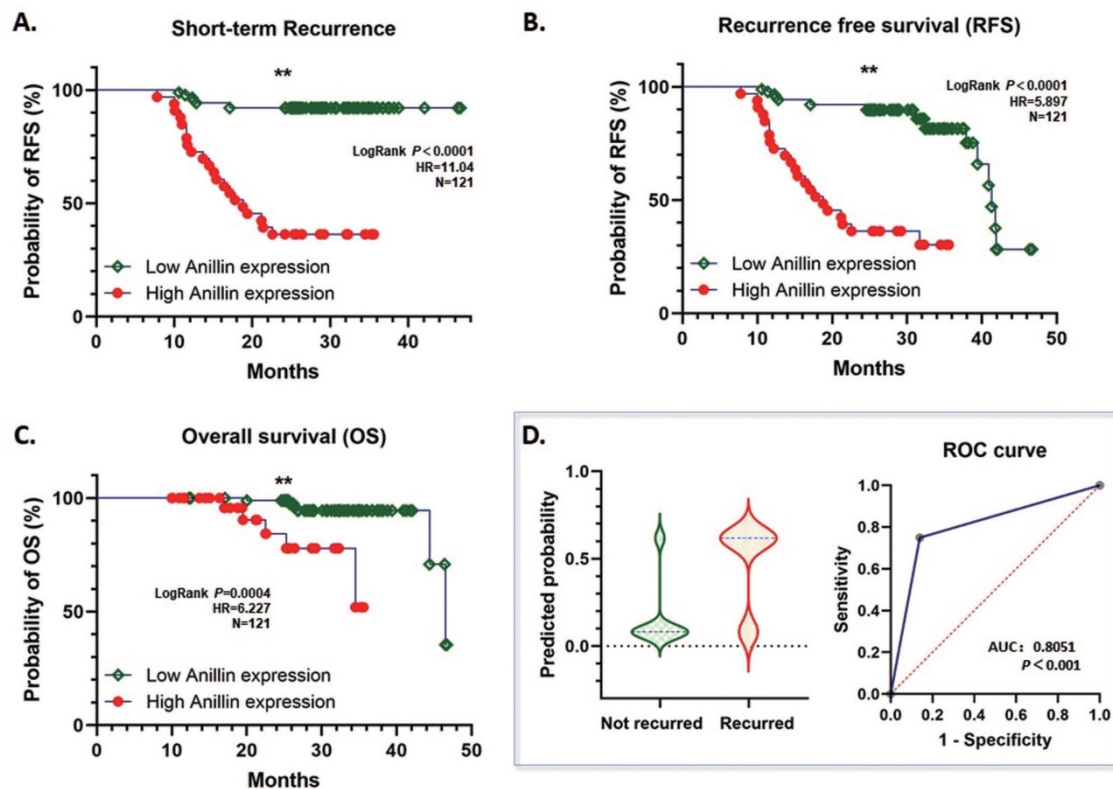 A.
Short-term Recurrence
**
Probability of RFS (%)
100
50
0
LogRank P<0.0001
HR=11.04
N=121
Low Anillin expression
High Anillin expression
0 10 20 30 40
Months
B.
Recurrence free survival (RFS)
**
Probability of RFS (%)
100
50
0
LogRank P<0.0001
HR=5.897
N=121
Low Anillin expression
High Anillin expression
0 10 20 30 40 50
Months
C.
Overall survival (OS)
**
Probability of OS (%)
100
50
0
LogRank P=0.0004
HR=6.227
N=121
Low Anillin expression
High Anillin expression
0 10 20 30 40 50
Months
D.
Predicted probability
1.0
0.5
0.0
Not recurred Recurred
ROC curve
Sensitivity
1.0
0.8
0.6
0.4
0.2
0.0
AUC: 0.8051
P<0.001
0.0 0.2 0.4 0.6 0.8 1.0
1 - Specificity